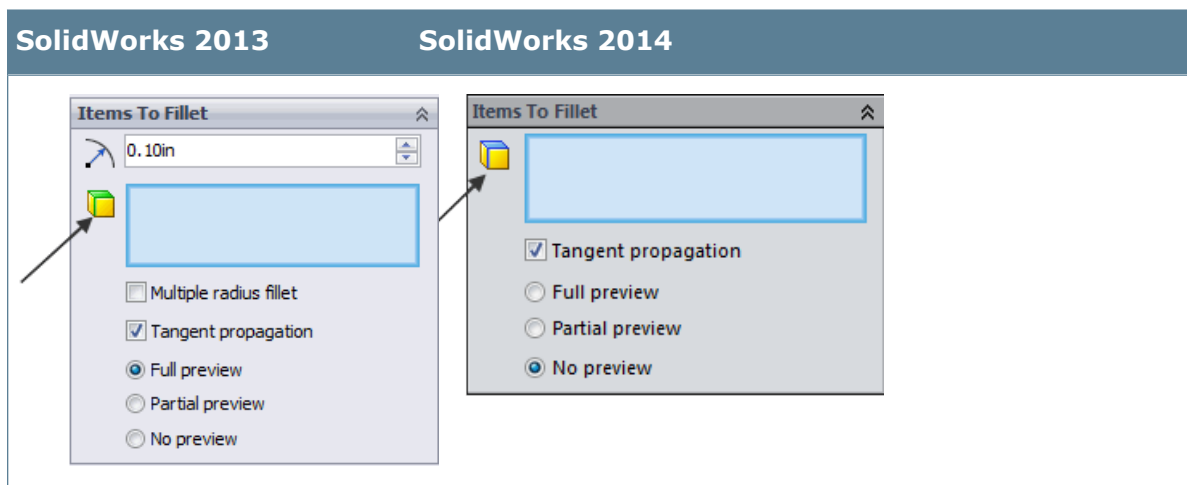 SolidWorks 2013 SolidWorks 2014
Items To Fillet
0.10in
Multiple radius fillet
Tangent propagation
Full preview
Partial preview
No preview
Items To Fillet
Tangent propagation
Full preview
Partial preview
No preview